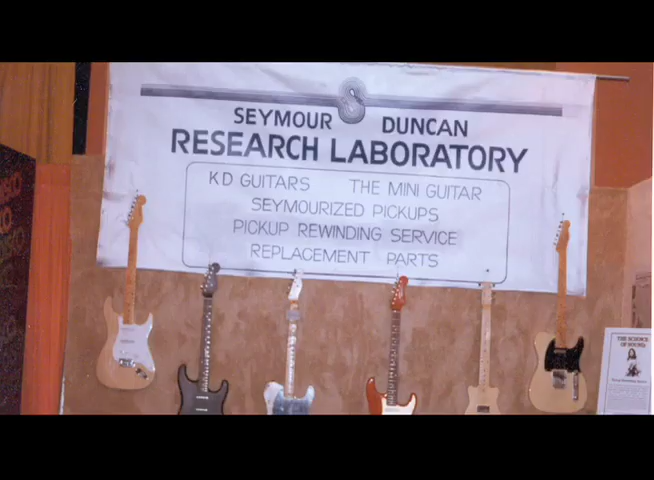 SEYMOUR DUNCAN
RESEARCH LABORATORY
KD GUITARS THE MINI GUITAR
SEYMOURIZED PICKUPS
PICKUP REWINDING SERVICE
REPLACEMENT PARTS
THE SCIENCE
OF SOUND